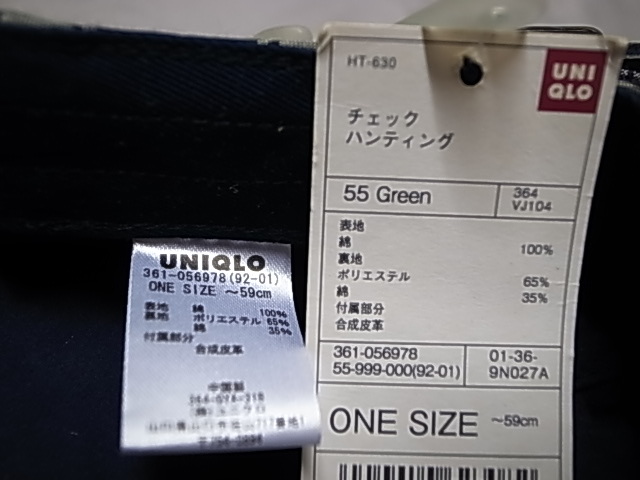 HT-630
UNI
QLO
チェック
ハンティング
55 Green
364
VJ104
表地
綿 100%
裏地
ポリエステル 65%
綿 35%
付属部分
合成皮革
361-056978
55-999-000(92-01)
01-36-
9N027A
ONE SIZE ～59cm
UNIQLO
361-056978(92-01)
ONE SIZE ～59cm
表地 綿 100%
裏地 ポリエステル 65%
綿 35%
付属部分
合成皮革
中国製